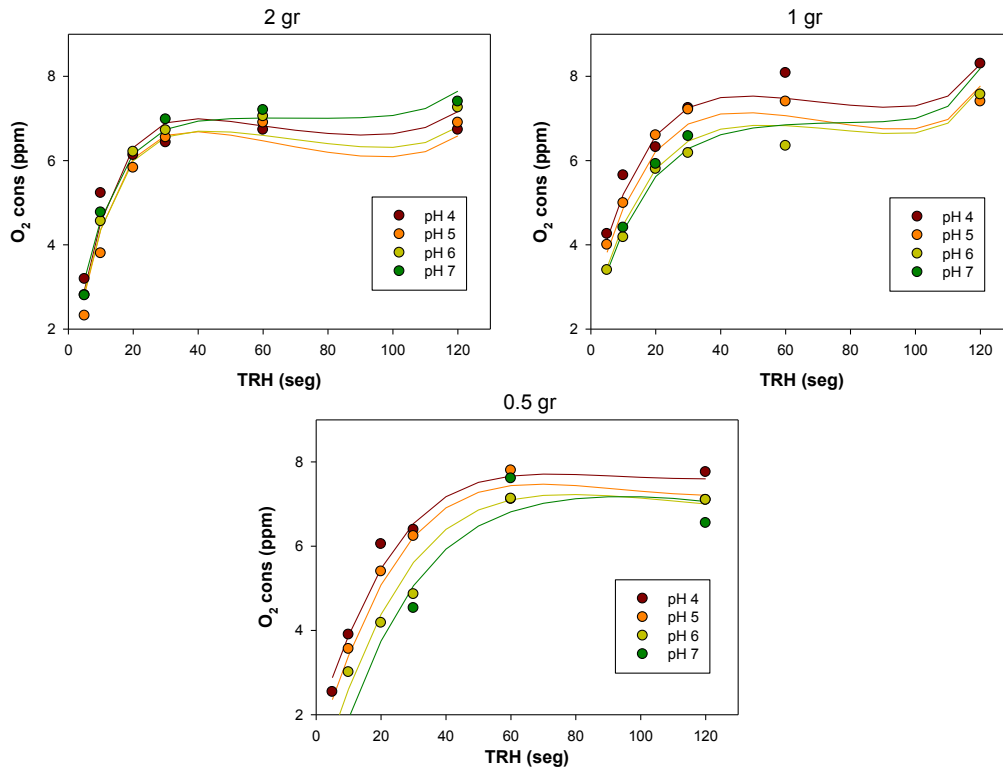 2 gr
O2 cons (ppm)
8
6
4
2
0 20 40 60 80 100 120
TRH (seg)
pH 4
pH 5
pH 6
pH 7
1 gr
O2 cons (ppm)
8
6
4
2
0 20 40 60 80 100 120
TRH (seg)
pH 4
pH 5
pH 6
pH 7
0.5 gr
O2 cons (ppm)
8
6
4
2
0 20 40 60 80 100 120
TRH (seg)
pH 4
pH 5
pH 6
pH 7